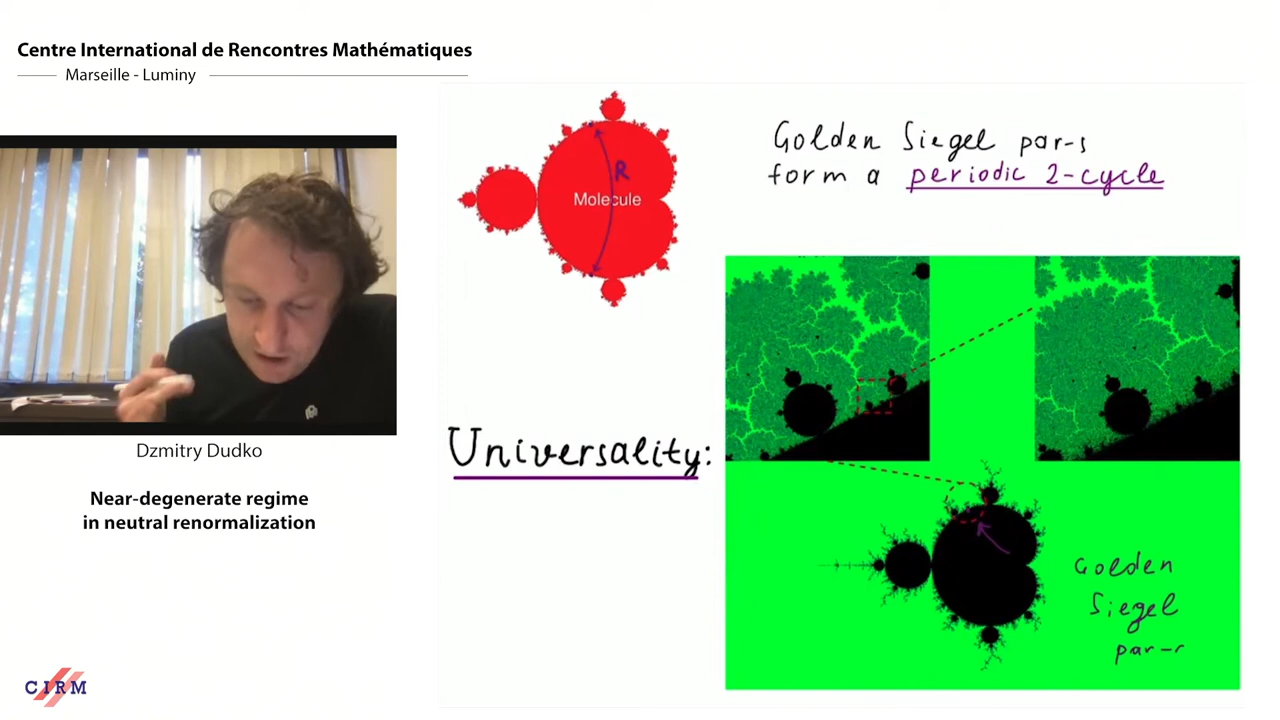 Centre International de Rencontres Mathématiques
Marseille - Luminy
Golden Siegel par-s
form a periodic 2-cycle
R
Molecule
Universality:
Dzmitry Dudko
Near-degenerate regime
in neutral renormalization
Golden
Siegel
par-r
CIRM